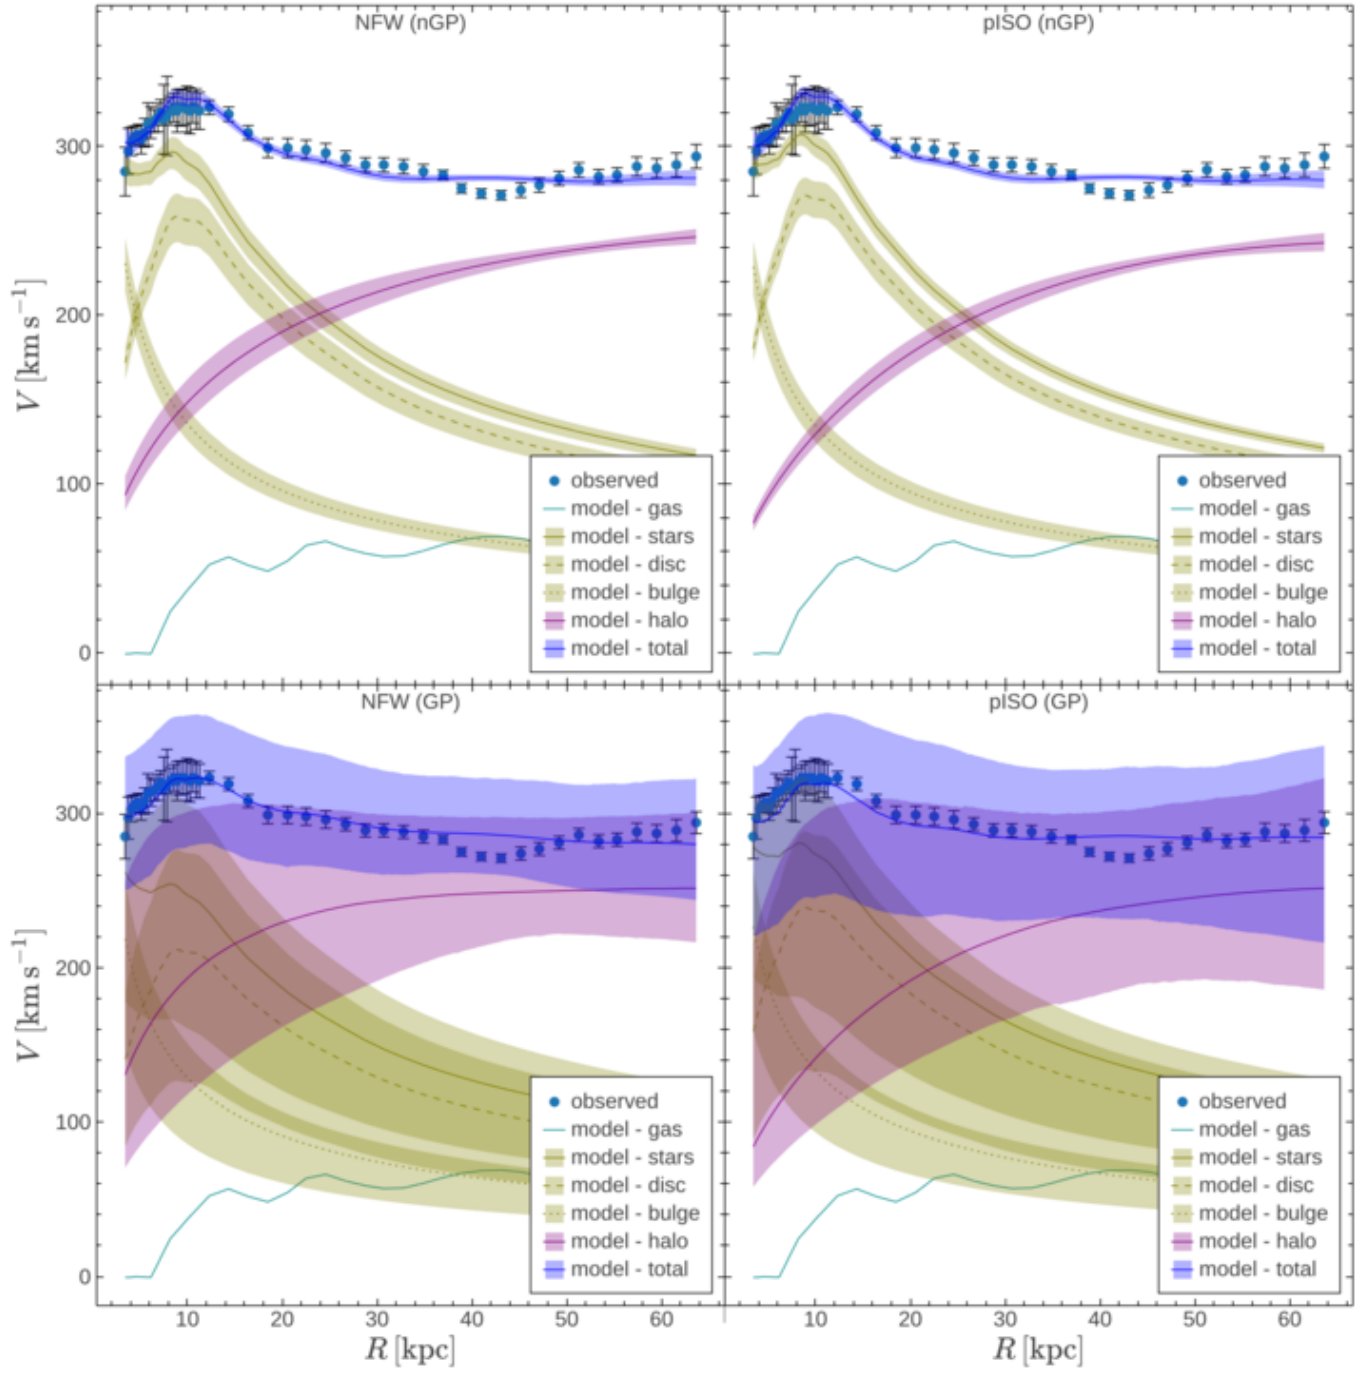 NFW (nGP)
pISO (nGP)
300
200
100
0
V [km s⁻¹]
observed
model - gas
model - stars
model - disc
model - bulge
model - halo
model - total
observed
model - gas
model - stars
model - disc
model - bulge
model - halo
model - total
NFW (GP)
pISO (GP)
300
200
100
0
V [km s⁻¹]
observed
model - gas
model - stars
model - disc
model - bulge
model - halo
model - total
observed
model - gas
model - stars
model - disc
model - bulge
model - halo
model - total
10 20 30 40 50 60
10 20 30 40 50 60
R [kpc]
R [kpc]